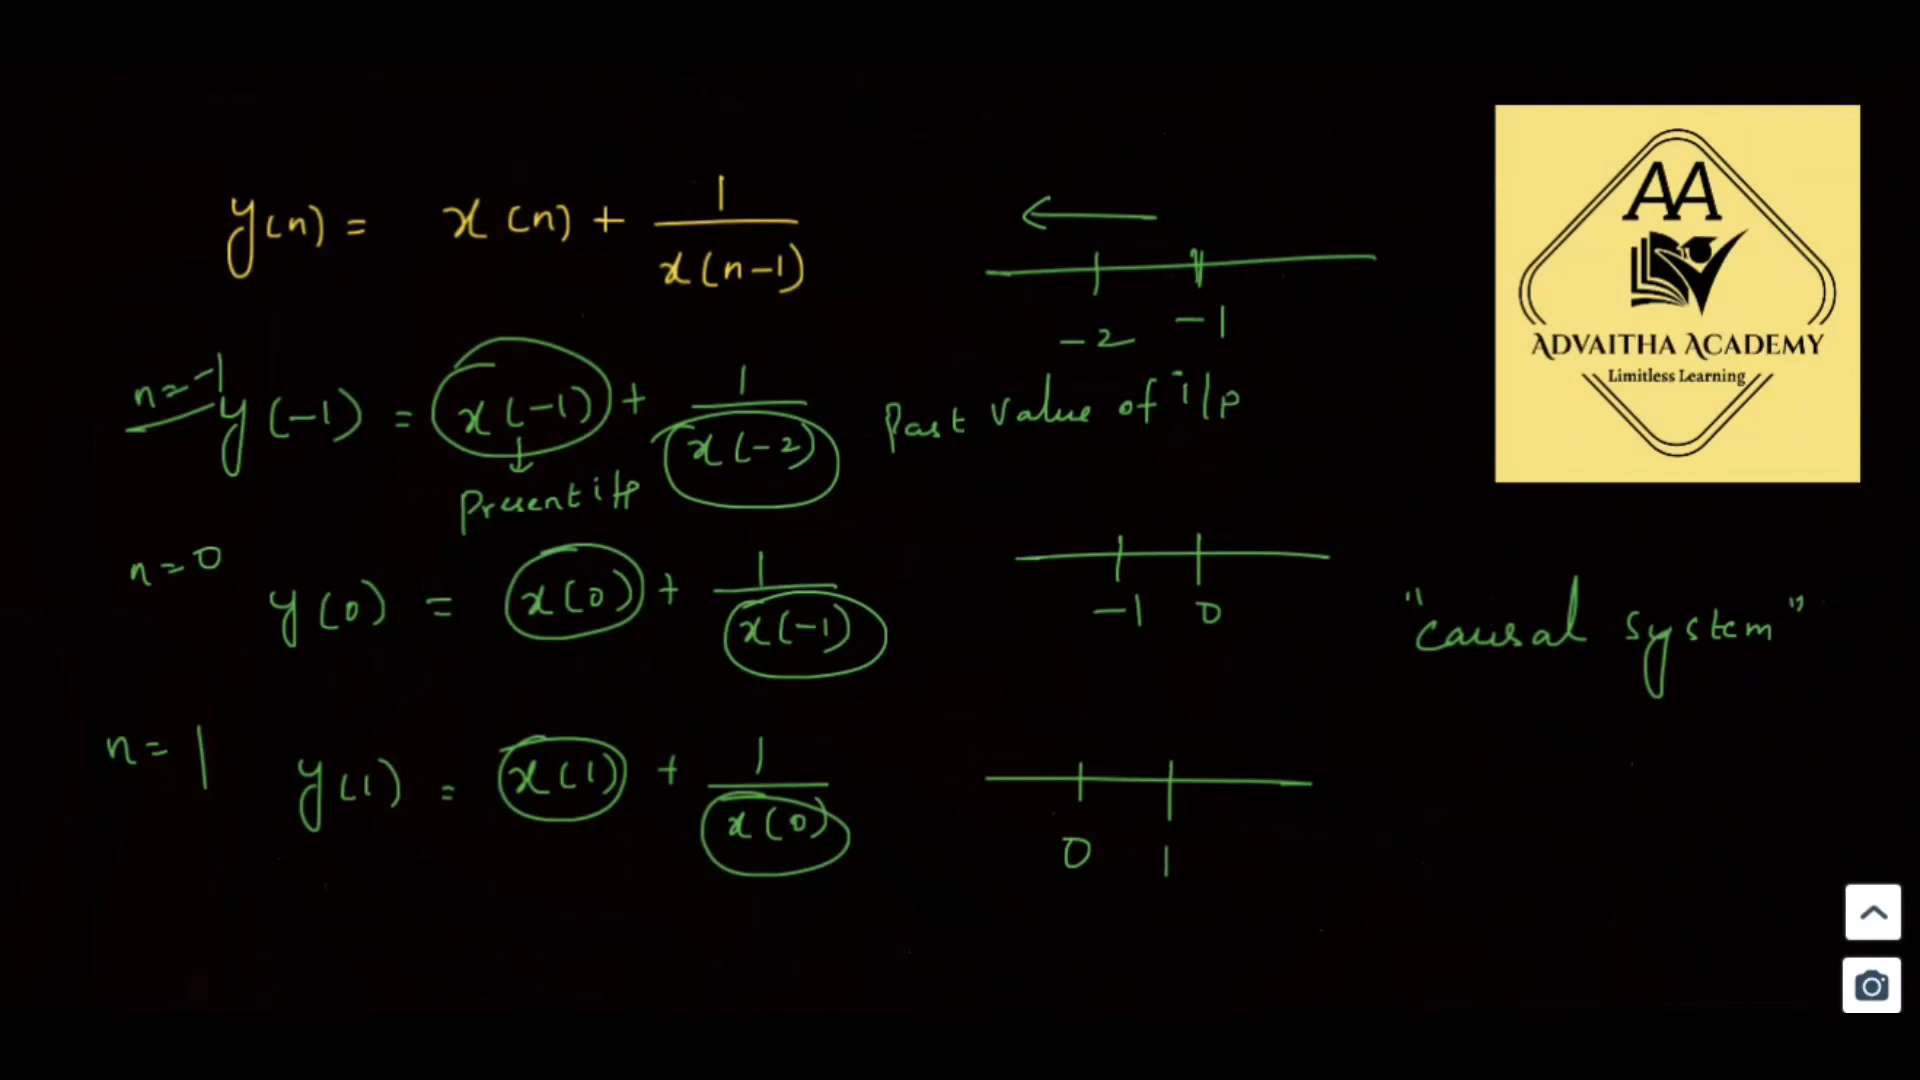 y(n) = x(n) + 1/x(n-1)
-2 -1
n=-1 y(-1) = x(-1) + 1/x(-2) Past value of i/p
Present i/p
n=0 y(0) = x(0) + 1/x(-1)
-1 0
"causal system"
n=1 y(1) = x(1) + 1/x(0)
0 1
AA
ADVAITHA ACADEMY
Limitless Learning